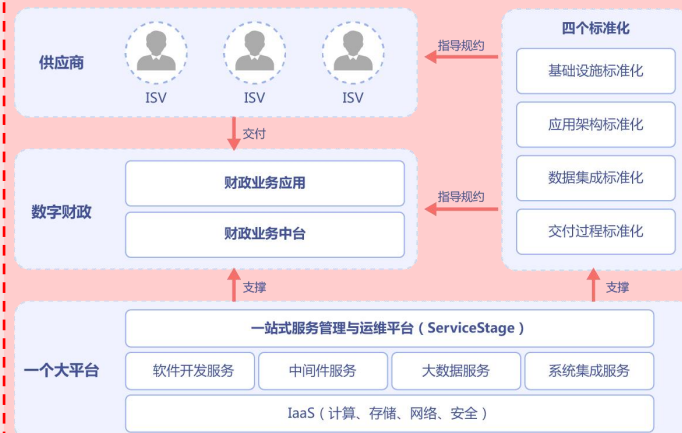 供应商
ISV
ISV
ISV
指导规约
四个标准化
基础设施标准化
应用架构标准化
数据集成标准化
交付过程标准化
交付
数字财政
财政业务应用
财政业务中台
指导规约
支撑
支撑
一个大平台
一站式服务管理与运维平台（ServiceStage）
软件开发服务
中间件服务
大数据服务
系统集成服务
IaaS（计算、存储、网络、安全）